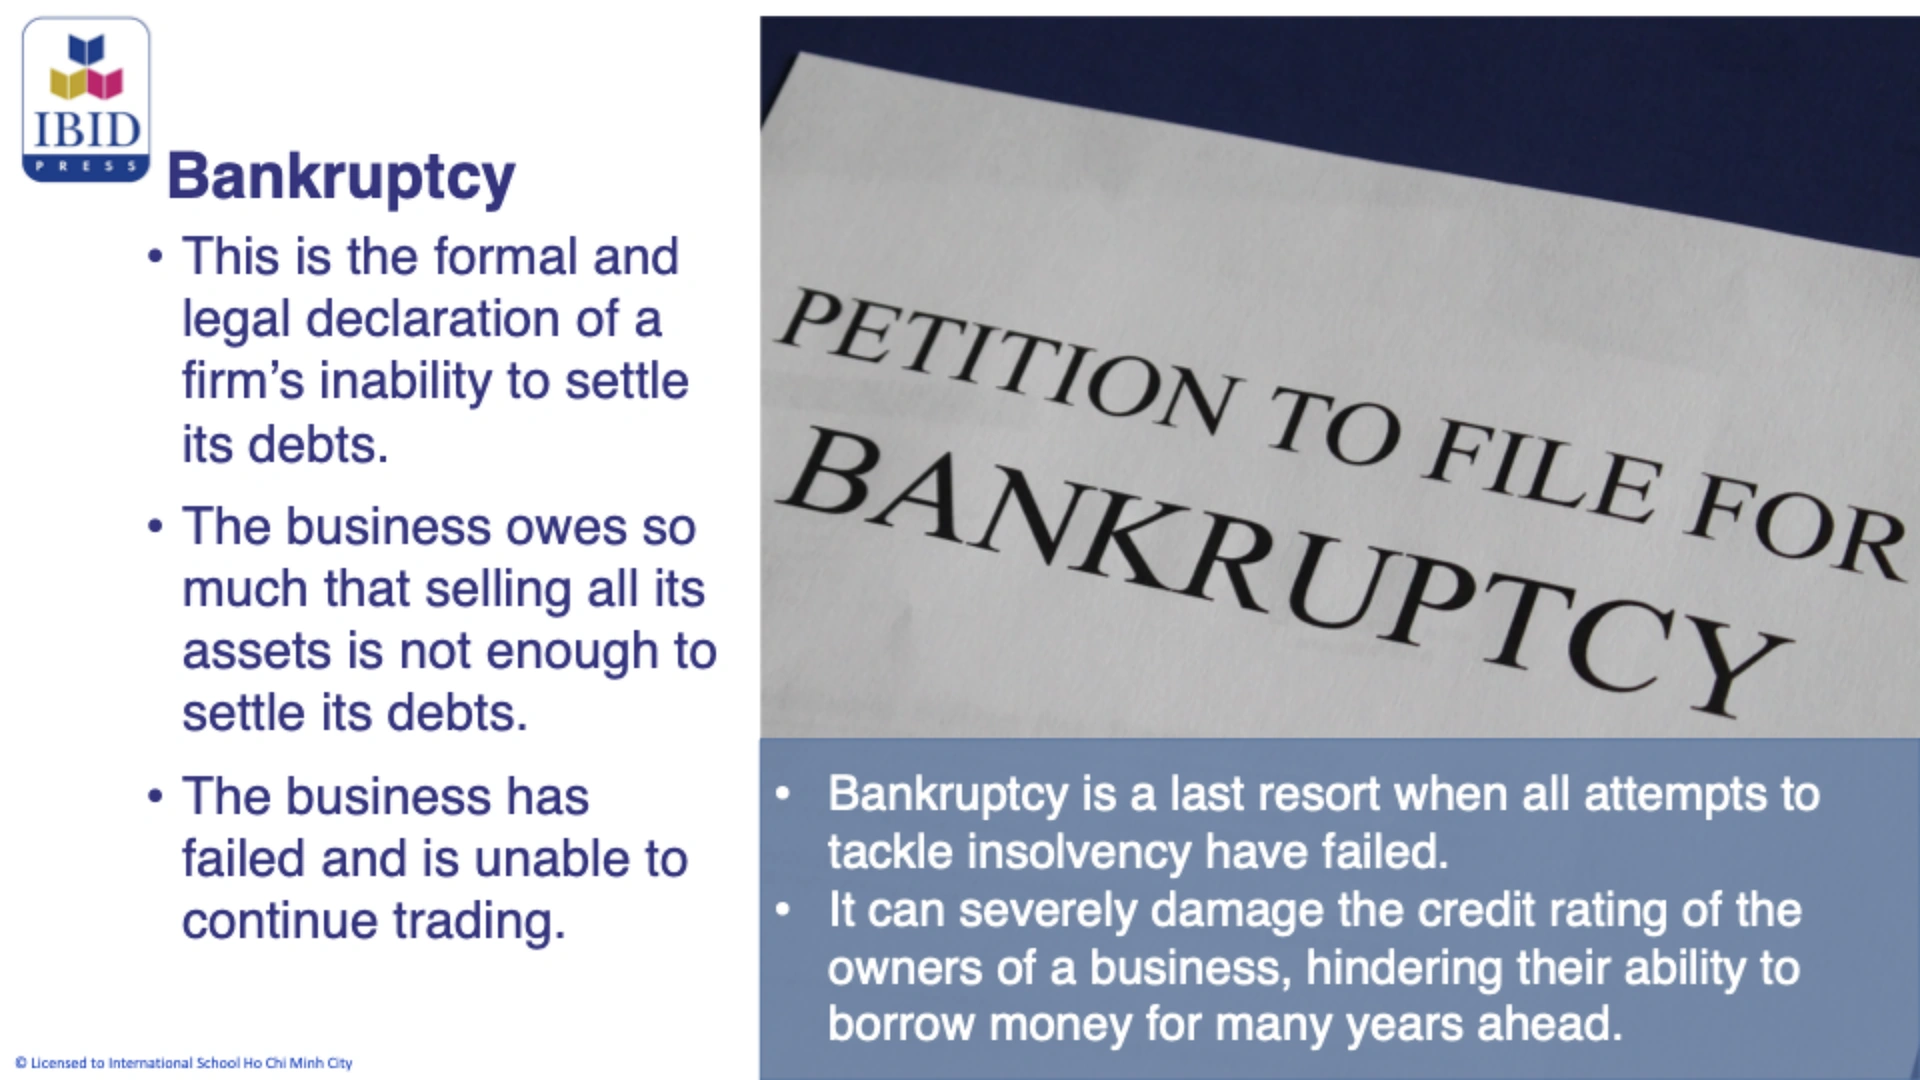 IBID
PRESS
Bankruptcy
• This is the formal and
legal declaration of a
firm’s inability to settle
its debts.
• The business owes so
much that selling all its
assets is not enough to
settle its debts.
• The business has
failed and is unable to
continue trading.
PETITION TO FILE FOR
BANKRUPTCY
• Bankruptcy is a last resort when all attempts to
tackle insolvency have failed.
• It can severely damage the credit rating of the
owners of a business, hindering their ability to
borrow money for many years ahead.
© Licensed to International School Ho Chi Minh City